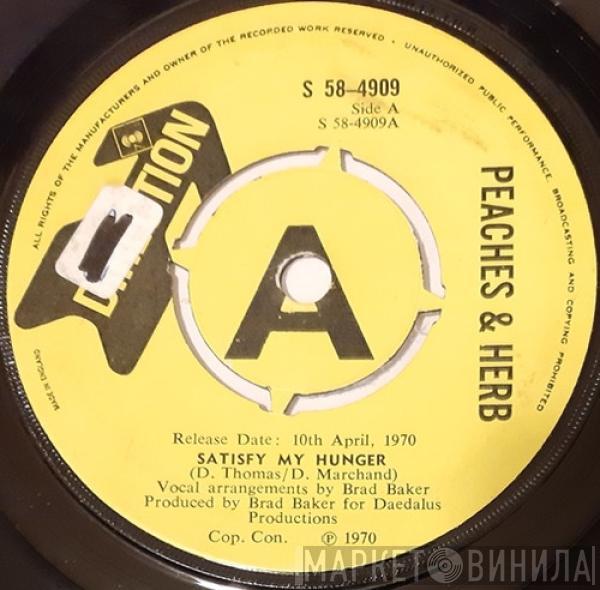 ALL RIGHTS OF THE MANUFACTURERS AND OWNER OF THE RECORDED WORK RESERVED · UNAUTHORIZED PUBLIC PERFORMANCE, BROADCASTING AND COPYING PROHIBITED
S 58-4909
Side A
S 58-4909A
TION
PEACHES & HERB
A
MADE IN ENGLAND
Release Date: 10th April, 1970
SATISFY MY HUNGER
(D. Thomas/D. Marchand)
Vocal arrangements by Brad Baker
Produced by Brad Baker for Daedalus
Productions
Cop. Con. ℗ 1970
МАРКЕТ ВИНИЛА